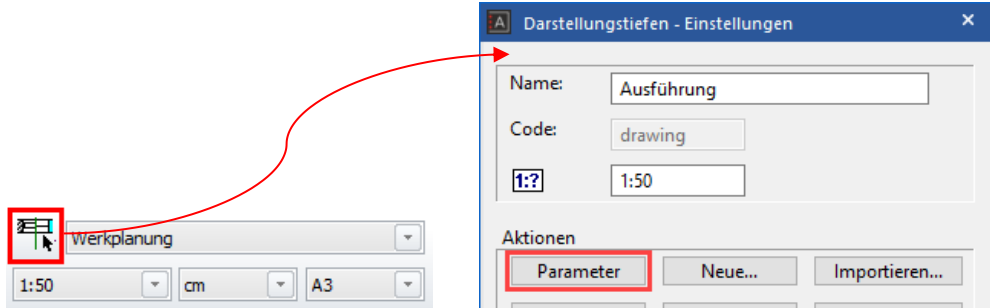 Darstellungstiefen - Einstellungen
Name:
Ausführung
Code:
drawing
1:?
1:50
Aktionen
Parameter
Neue...
Importieren...
Werkplanung
1:50
cm
A3